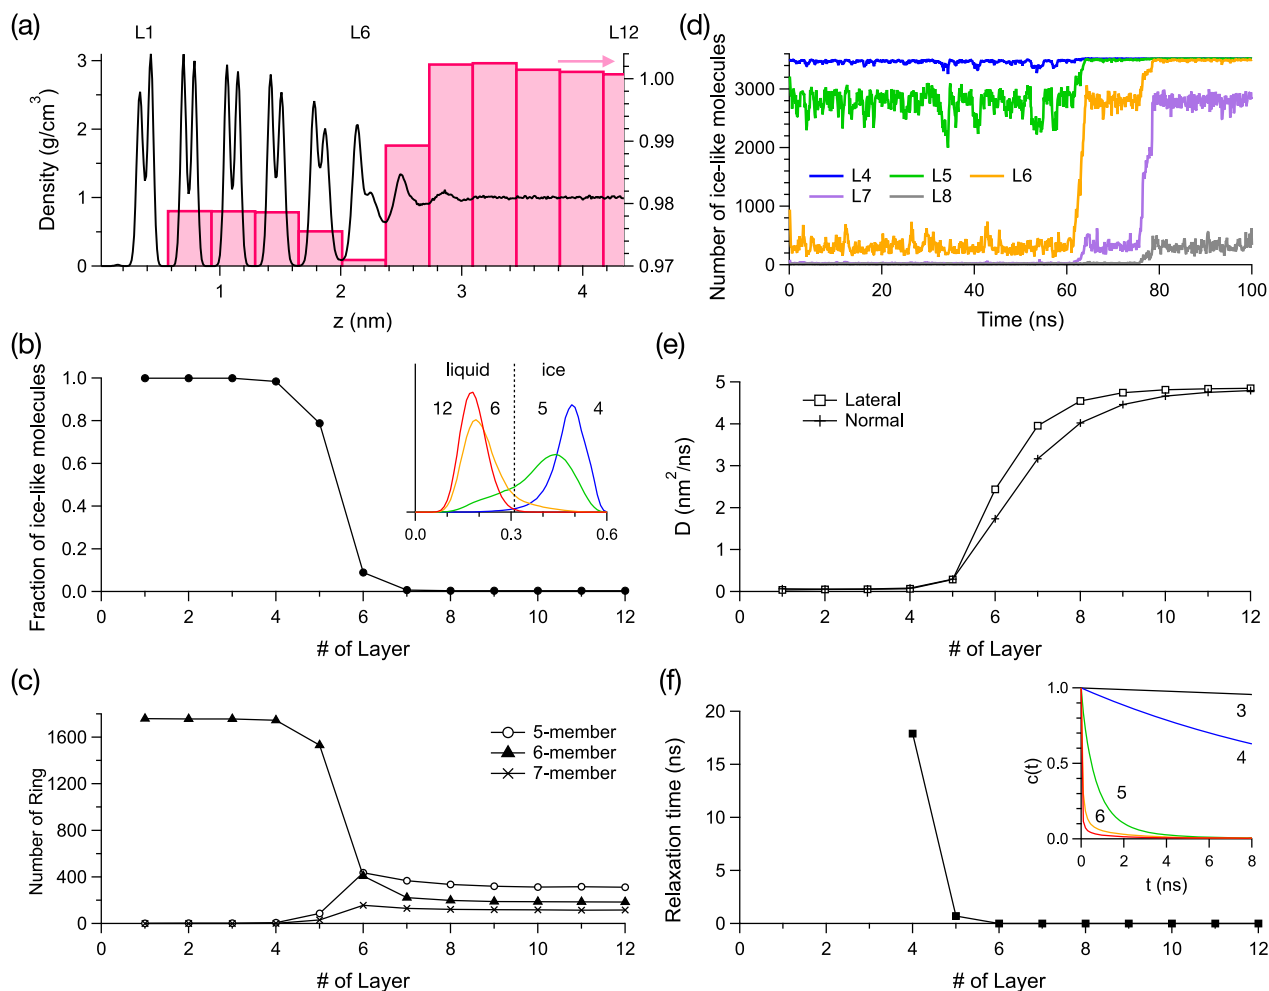 (a)
L1 L6 L12
3
2
1
0
Density (g/cm3)
1.00
0.99
0.98
0.97
1 2 3 4
z (nm)
(b)
Fraction of ice-like molecules
1.0
0.8
0.6
0.4
0.2
0.0
0 2 4 6 8 10 12
# of Layer
liquid ice
12 6 5 4
0.0 0.3 0.6
(c)
Number of Ring
1600
1200
800
400
0
5-member
6-member
7-member
0 2 4 6 8 10 12
# of Layer
(d)
Number of ice-like molecules
3000
2000
1000
0
L4 L5 L6
L7 L8
0 20 40 60 80 100
Time (ns)
(e)
D (nm2/ns)
5
4
3
2
1
0
Lateral
Normal
0 2 4 6 8 10 12
# of Layer
(f)
Relaxation time (ns)
20
15
10
5
0
0 2 4 6 8 10 12
# of Layer
c(t)
1.0
0.5
0.0
3
4
5
6
0 2 4 6 8
t (ns)